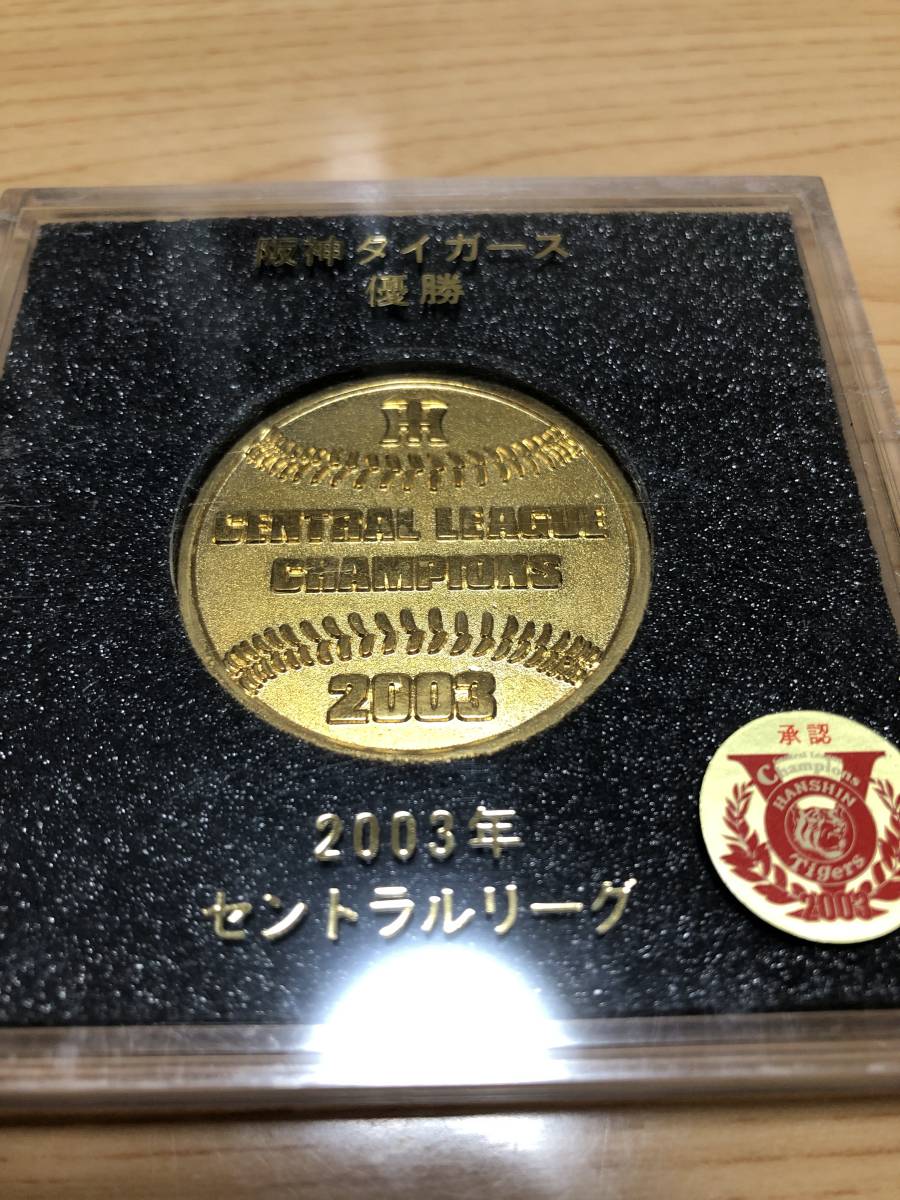 阪神タイガース
優勝
CENTRAL LEAGUE
CHAMPIONS
2003
2003年
セントラルリーグ
承認
Champions
HANSHIN
Tigers
2003